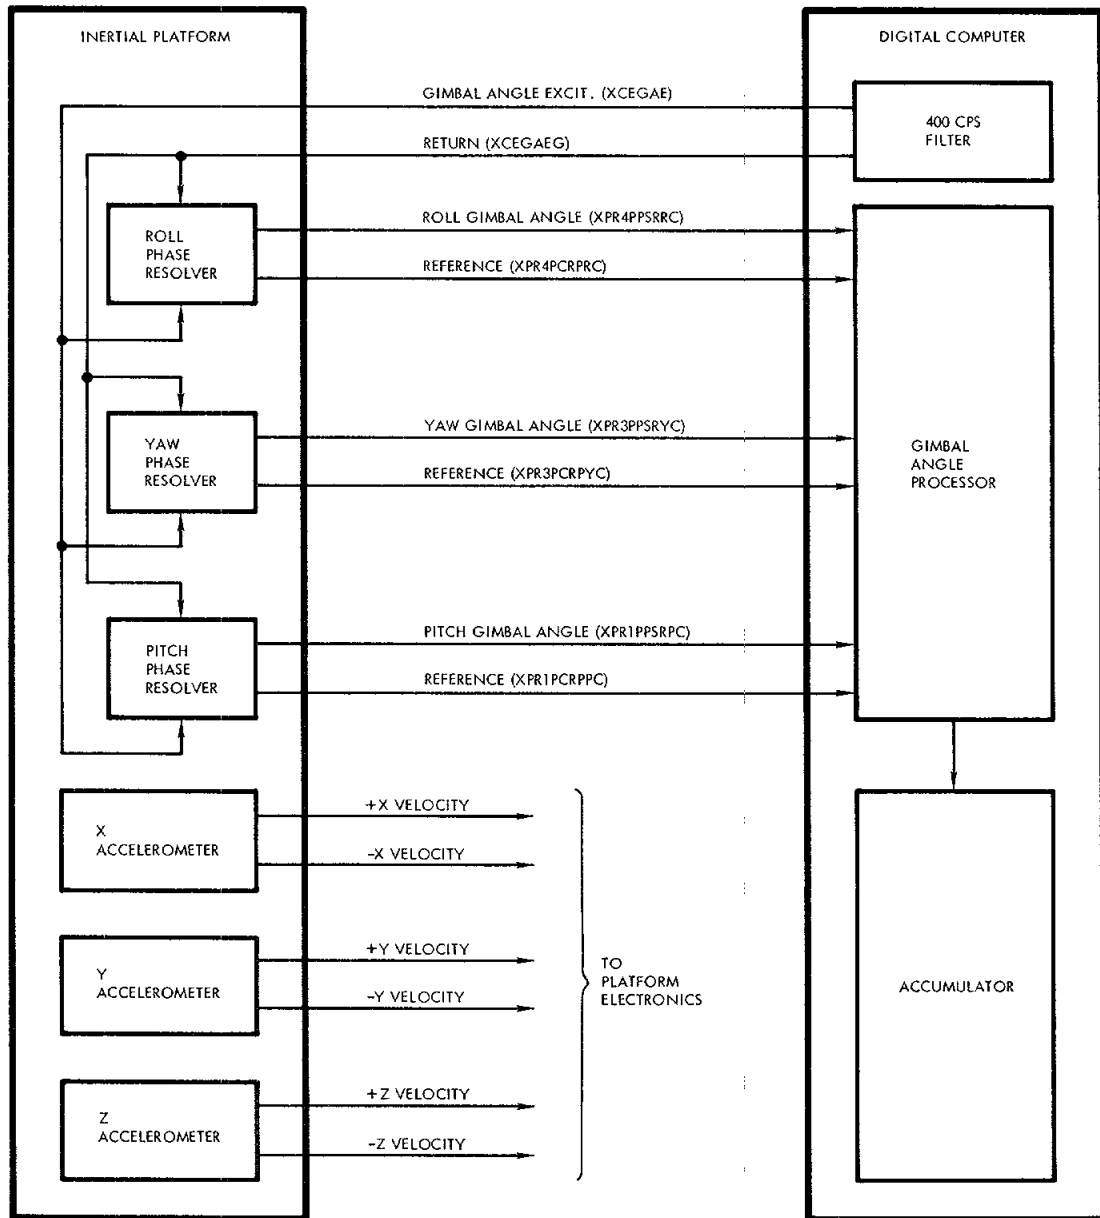 INERTIAL PLATFORM
DIGITAL COMPUTER
GIMBAL ANGLE EXCIT. (XCEGAE)
400 CPS
FILTER
RETURN (XCEGAEG)
ROLL
PHASE
RESOLVER
ROLL GIMBAL ANGLE (XPR4PPSRRC)
REFERENCE (XPR4PCRPRC)
YAW
PHASE
RESOLVER
YAW GIMBAL ANGLE (XPR3PPSRYC)
REFERENCE (XPR3PCRPYC)
GIMBAL
ANGLE
PROCESSOR
PITCH
PHASE
RESOLVER
PITCH GIMBAL ANGLE (XPR1PPSRPC)
REFERENCE (XPR1PCRPPC)
X
ACCELEROMETER
+X VELOCITY
-X VELOCITY
Y
ACCELEROMETER
+Y VELOCITY
-Y VELOCITY
TO
PLATFORM
ELECTRONICS
ACCUMULATOR
Z
ACCELEROMETER
+Z VELOCITY
-Z VELOCITY